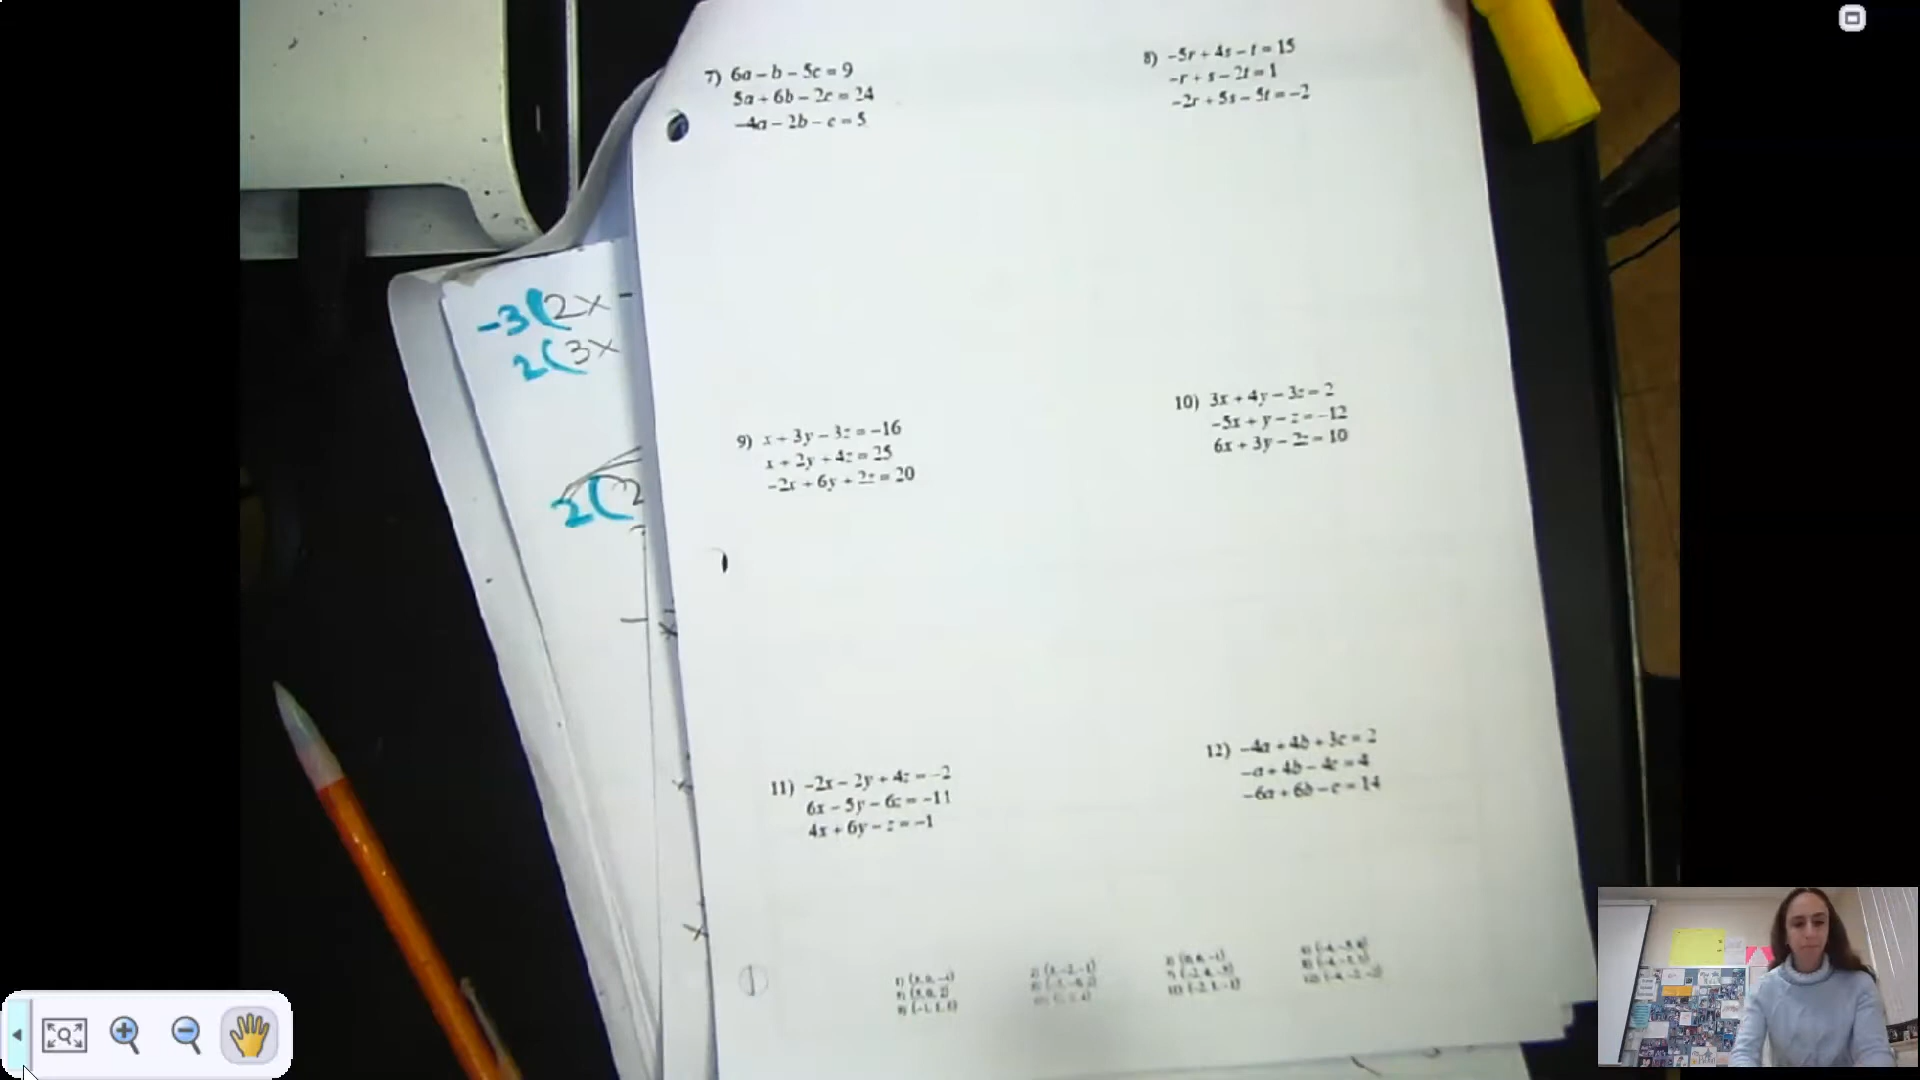 7) 6a − b − 5c = 9
5a + 6b − 2c = 24
−4a − 2b − c = 5
8) −5r + 4s − t = 15
−r + s − 2t = 1
−2r + 5s − 5t = −2
-3(2x -
2(3x
2(2
9) x + 3y − 3z = −16
x + 2y + 4z = 25
−2x + 6y + 2z = 20
10) 3x + 4y − 3z = 2
−5x + y − z = −12
6x + 3y − 2z = 10
11) −2x − 2y + 4z = −2
6x − 5y − 6z = −11
4x + 6y − z = −1
12) −4a + 4b + 3c = 2
−a + 4b − 4c = 4
−6a + 6b − c = 14